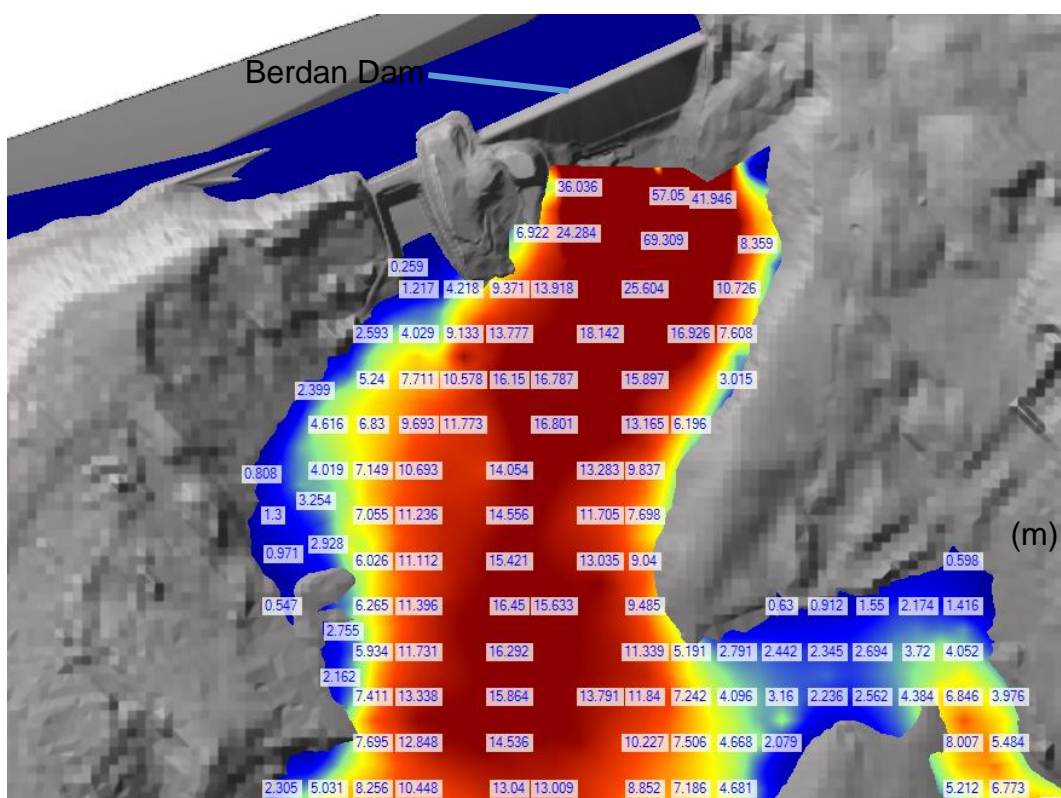 Berdan Dam
36.036 57.05 41.946
6.922 24.284 69.309 8.359
0.259
1.217 4.218 9.371 13.918 25.604 10.726
2.593 4.029 9.133 13.777 18.142 16.926 7.608
2.399 5.24 7.711 10.578 16.15 16.787 15.897 3.015
4.616 6.83 9.693 11.773 16.801 13.165 6.196
0.808 4.019 7.149 10.693 14.054 13.283 9.837
3.254
1.3 7.055 11.236 14.556 11.705 7.698
(m)
0.971 2.928 6.026 11.112 15.421 13.035 9.04 0.598
0.547 6.265 11.396 16.45 15.633 9.485 0.63 0.912 1.55 2.174 1.416
2.755
5.934 11.731 16.292 11.339 5.191 2.791 2.442 2.345 2.694 3.72 4.052
2.162
7.411 13.338 15.864 13.791 11.84 7.242 4.096 3.16 2.236 2.562 4.384 6.846 3.976
7.695 12.848 14.536 10.227 7.506 4.668 2.079 8.007 5.484
2.305 5.031 8.256 10.448 13.04 13.009 8.852 7.186 4.681 5.212 6.773